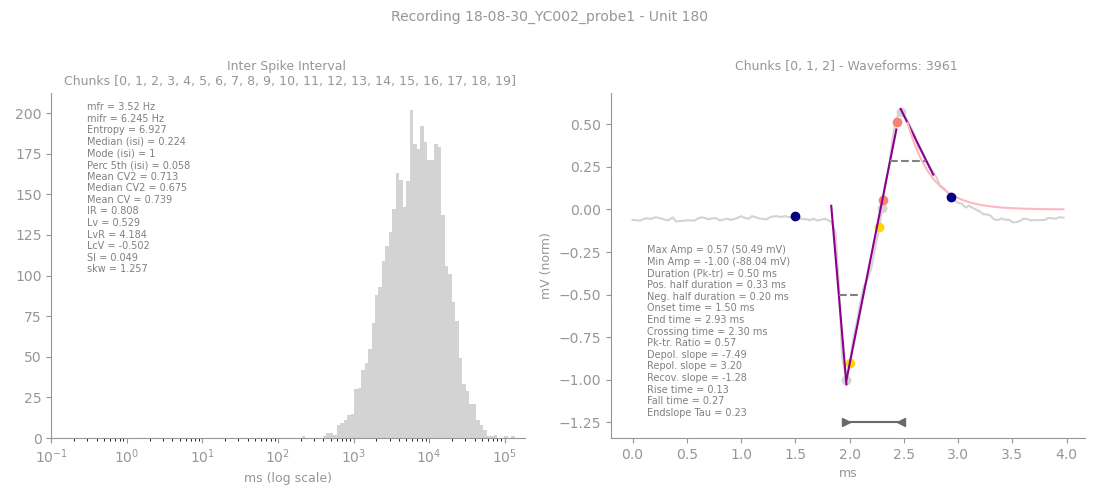 Recording 18-08-30_YC002_probe1 - Unit 180
Inter Spike Interval
Chunks [0, 1, 2, 3, 4, 5, 6, 7, 8, 9, 10, 11, 12, 13, 14, 15, 16, 17, 18, 19]
mfr = 3.52 Hz
mifr = 6.245 Hz
Entropy = 6.927
Median (isi) = 0.224
Mode (isi) = 1
Perc 5th (isi) = 0.058
Mean CV2 = 0.713
Median CV2 = 0.675
Mean CV = 0.739
IR = 0.808
Lv = 0.529
LvR = 4.184
LcV = -0.502
SI = 0.049
skw = 1.257
200
175
150
125
100
75
50
25
0
10⁻¹ 10⁰ 10¹ 10² 10³ 10⁴ 10⁵
ms (log scale)
Chunks [0, 1, 2] - Waveforms: 3961
mV (norm)
0.50
0.25
0.00
−0.25
−0.50
−0.75
−1.00
−1.25
Max Amp = 0.57 (50.49 mV)
Min Amp = -1.00 (-88.04 mV)
Duration (Pk-tr) = 0.50 ms
Pos. half duration = 0.33 ms
Neg. half duration = 0.20 ms
Onset time = 1.50 ms
End time = 2.93 ms
Crossing time = 2.30 ms
Pk-tr. Ratio = 0.57
Depol. slope = -7.49
Repol. slope = 3.20
Recov. slope = -1.28
Rise time = 0.13
Fall time = 0.27
Endslope Tau = 0.23
0.0 0.5 1.0 1.5 2.0 2.5 3.0 3.5 4.0
ms